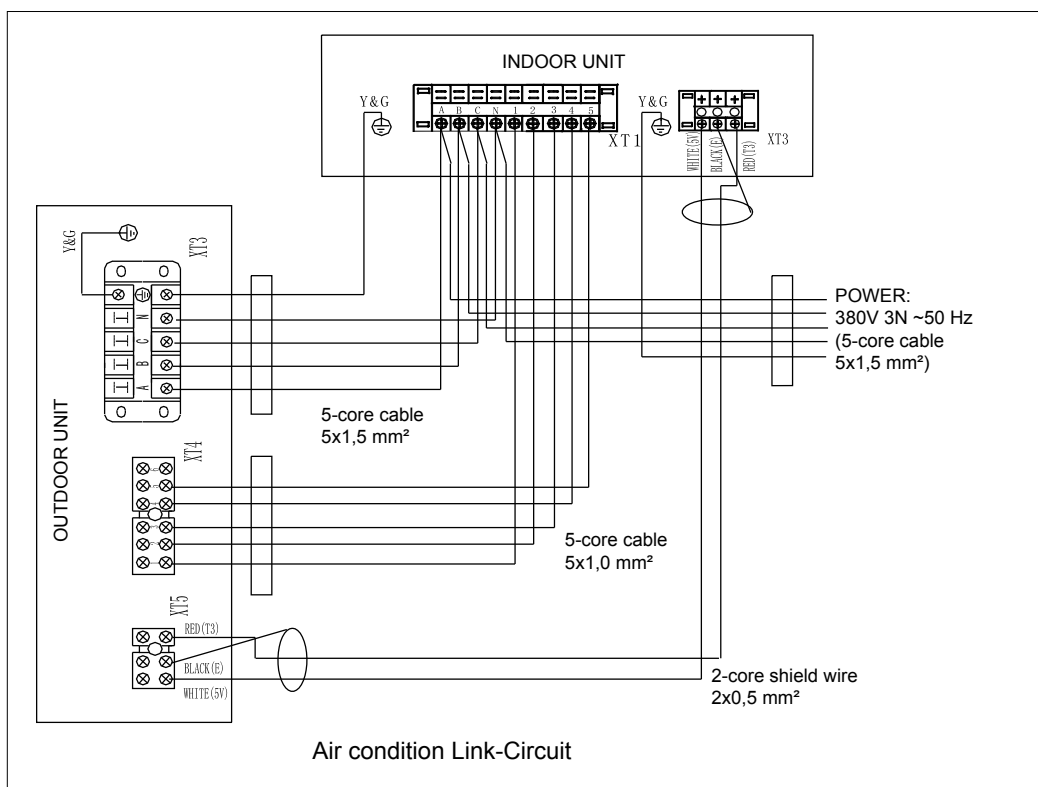 INDOOR UNIT
Y&G
A B C N 1 2 3 4 5
XT1
Y&G
XT3
WHITE(5V)
BLACK(E)
RED(T3)
OUTDOOR UNIT
Y&G
XT3
N
C
B
A
5-core cable
5x1,5 mm²
POWER:
380V 3N ~50 Hz
(5-core cable
5x1,5 mm²)
XT4
5-core cable
5x1,0 mm²
XT5
RED(T3)
BLACK(E)
WHITE(5V)
2-core shield wire
2x0,5 mm²
Air condition Link-Circuit